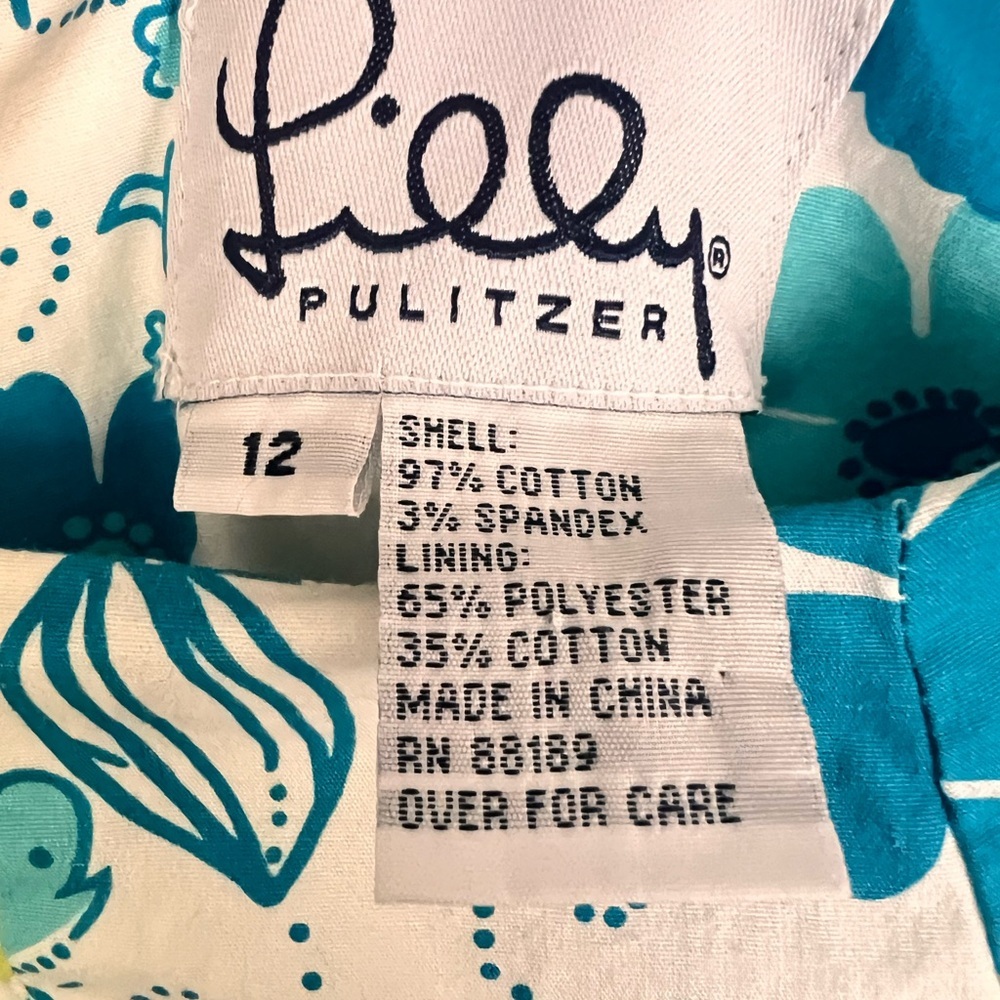 Lilly®
PULITZER
12
SHELL:
97% COTTON
3% SPANDEX
LINING:
65% POLYESTER
35% COTTON
MADE IN CHINA
RN 88189
OVER FOR CARE